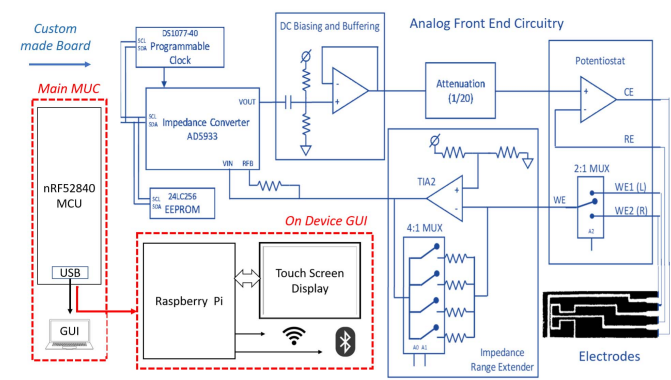 Custom
made Board
Main MUC
nRF52840
MCU
USB
GUI
DS1077-40
Programmable
Clock
SCL
SOA
Impedance Converter
AD5933
VOUT
SCL
SOA
VIN
RFB
SCL
SOA
24LC256
EEPROM
DC Biasing and Buffering
-
+
Analog Front End Circuitry
Attenuation
(1/20)
Potentiostat
+
-
CE
RE
2:1 MUX
WE
WE1 (L)
WE2 (R)
A2
TIA2
+
-
4:1 MUX
A0 A1
Impedance
Range Extender
Electrodes
On Device GUI
Raspberry Pi
Touch Screen
Display